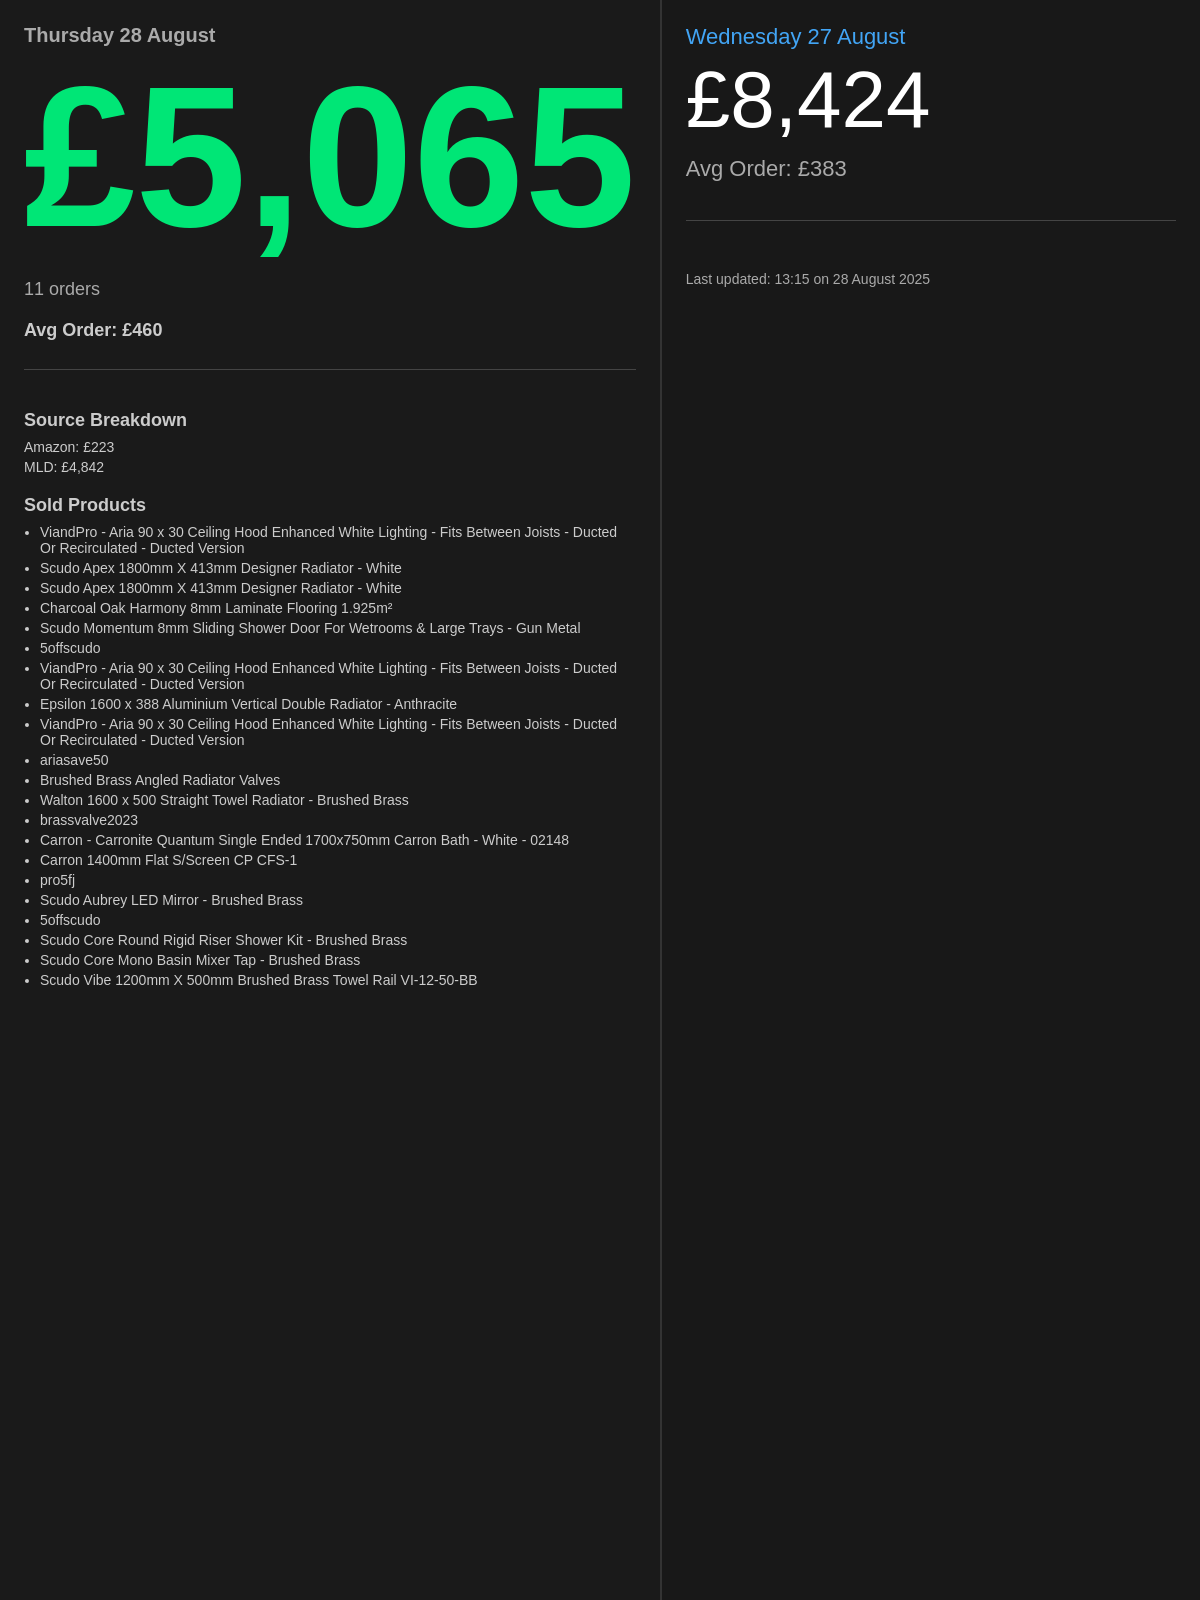 Thursday 28 August
£5,065
11 orders
Avg Order: £460
Source Breakdown
Amazon: £223
MLD: £4,842
Sold Products
• ViandPro - Aria 90 x 30 Ceiling Hood Enhanced White Lighting - Fits Between Joists - Ducted
Or Recirculated - Ducted Version
• Scudo Apex 1800mm X 413mm Designer Radiator - White
• Scudo Apex 1800mm X 413mm Designer Radiator - White
• Charcoal Oak Harmony 8mm Laminate Flooring 1.925m²
• Scudo Momentum 8mm Sliding Shower Door For Wetrooms & Large Trays - Gun Metal
• 5offscudo
• ViandPro - Aria 90 x 30 Ceiling Hood Enhanced White Lighting - Fits Between Joists - Ducted
Or Recirculated - Ducted Version
• Epsilon 1600 x 388 Aluminium Vertical Double Radiator - Anthracite
• ViandPro - Aria 90 x 30 Ceiling Hood Enhanced White Lighting - Fits Between Joists - Ducted
Or Recirculated - Ducted Version
• ariasave50
• Brushed Brass Angled Radiator Valves
• Walton 1600 x 500 Straight Towel Radiator - Brushed Brass
• brassvalve2023
• Carron - Carronite Quantum Single Ended 1700x750mm Carron Bath - White - 02148
• Carron 1400mm Flat S/Screen CP CFS-1
• pro5fj
• Scudo Aubrey LED Mirror - Brushed Brass
• 5offscudo
• Scudo Core Round Rigid Riser Shower Kit - Brushed Brass
• Scudo Core Mono Basin Mixer Tap - Brushed Brass
• Scudo Vibe 1200mm X 500mm Brushed Brass Towel Rail VI-12-50-BB
Wednesday 27 August
£8,424
Avg Order: £383
Last updated: 13:15 on 28 August 2025